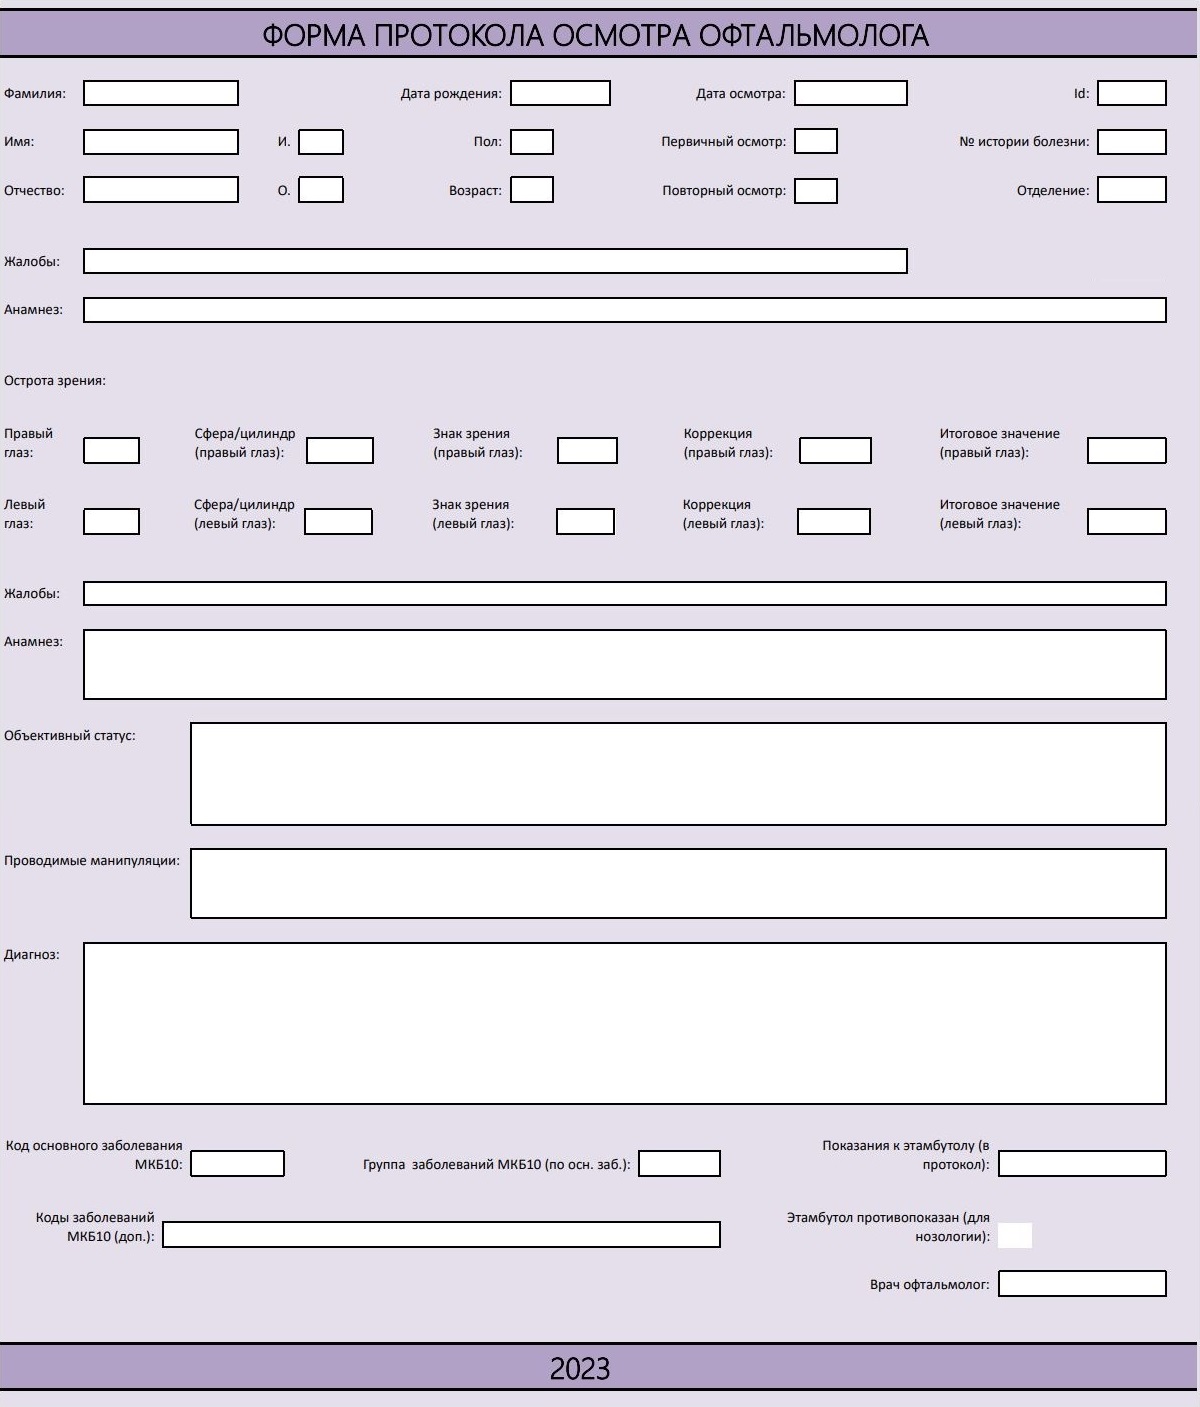 ФОРМА ПРОТОКОЛА ОСМОТРА ОФТАЛЬМОЛОГА
Фамилия: Дата рождения: Дата осмотра: Id:
Имя: И. Пол: Первичный осмотр: № истории болезни:
Отчество: О. Возраст: Повторный осмотр: Отделение:
Жалобы:
Анамнез:
Острота зрения:
Правый
глаз:
Сфера/цилиндр
(правый глаз):
Знак зрения
(правый глаз):
Коррекция
(правый глаз):
Итоговое значение
(правый глаз):
Левый
глаз:
Сфера/цилиндр
(левый глаз):
Знак зрения
(левый глаз):
Коррекция
(левый глаз):
Итоговое значение
(левый глаз):
Жалобы:
Анамнез:
Объективный статус:
Проводимые манипуляции:
Диагноз:
Код основного заболевания
МКБ10:
Группа заболеваний МКБ10 (по осн. заб.):
Показания к этамбутолу (в
протокол):
Коды заболеваний
МКБ10 (доп.):
Этамбутол противопоказан (для
нозологии):
Врач офтальмолог:
2023